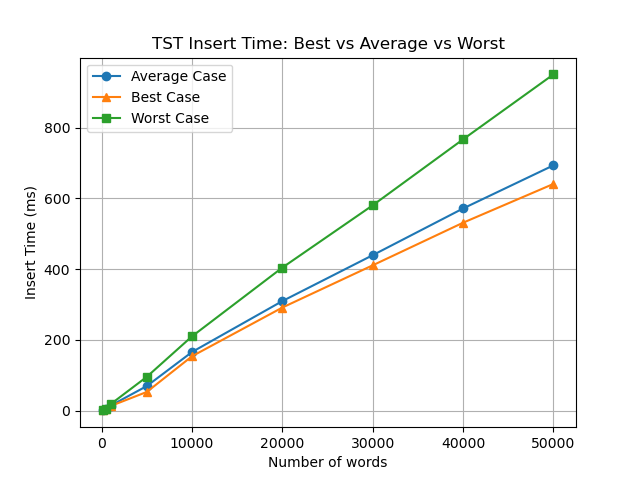 TST Insert Time: Best vs Average vs Worst
Average Case
Best Case
Worst Case
Insert Time (ms)
800
600
400
200
0
0 10000 20000 30000 40000 50000
Number of words